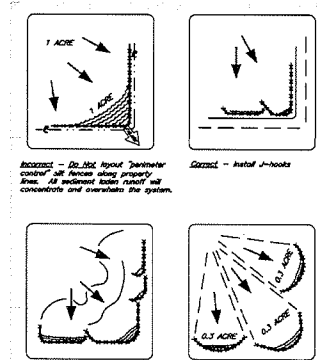 1 ACRE
1 ACRE
Incorrect – Do Not layout "perimeter
control" silt fences along property
lines. All sediment laden runoff will
concentrate and overwhelm the system.
Correct – Install J-hooks
0.3 ACRE
0.3 ACRE
0.3 ACRE